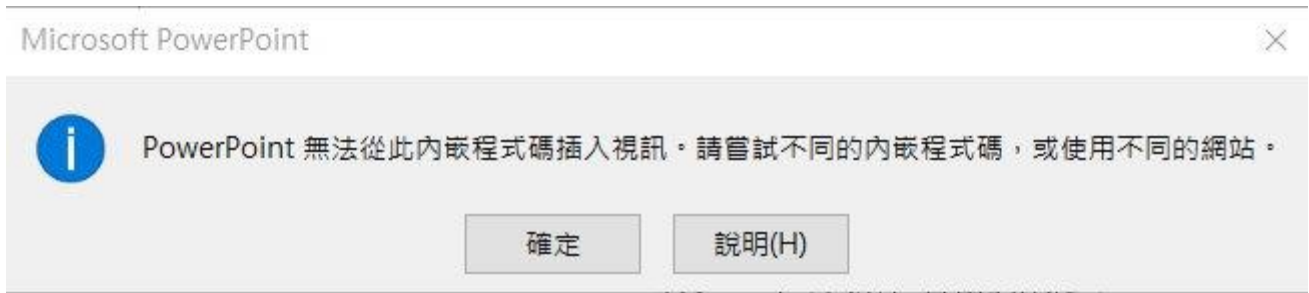 Microsoft PowerPoint
PowerPoint 無法從此內嵌程式碼插入視訊。請嘗試不同的內嵌程式碼，或使用不同的網站。
確定
說明(H)